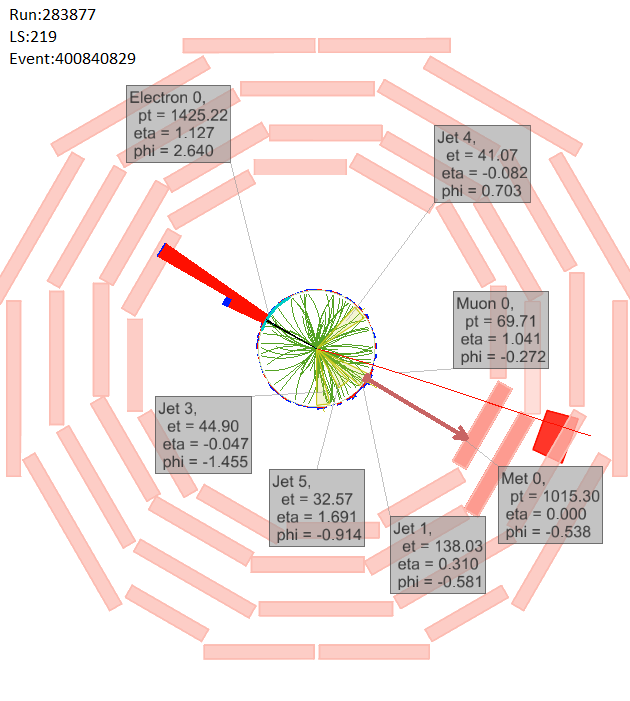 Run:283877
LS:219
Event:400840829
Electron 0,
pt = 1425.22
eta = 1.127
phi = 2.640
Jet 4,
et = 41.07
eta = -0.082
phi = 0.703
Muon 0,
pt = 69.71
eta = 1.041
phi = -0.272
Jet 3,
et = 44.90
eta = -0.047
phi = -1.455
Jet 5,
et = 32.57
eta = 1.691
phi = -0.914
Met 0,
pt = 1015.30
eta = 0.000
phi = -0.538
Jet 1,
et = 138.03
eta = 0.310
phi = -0.581